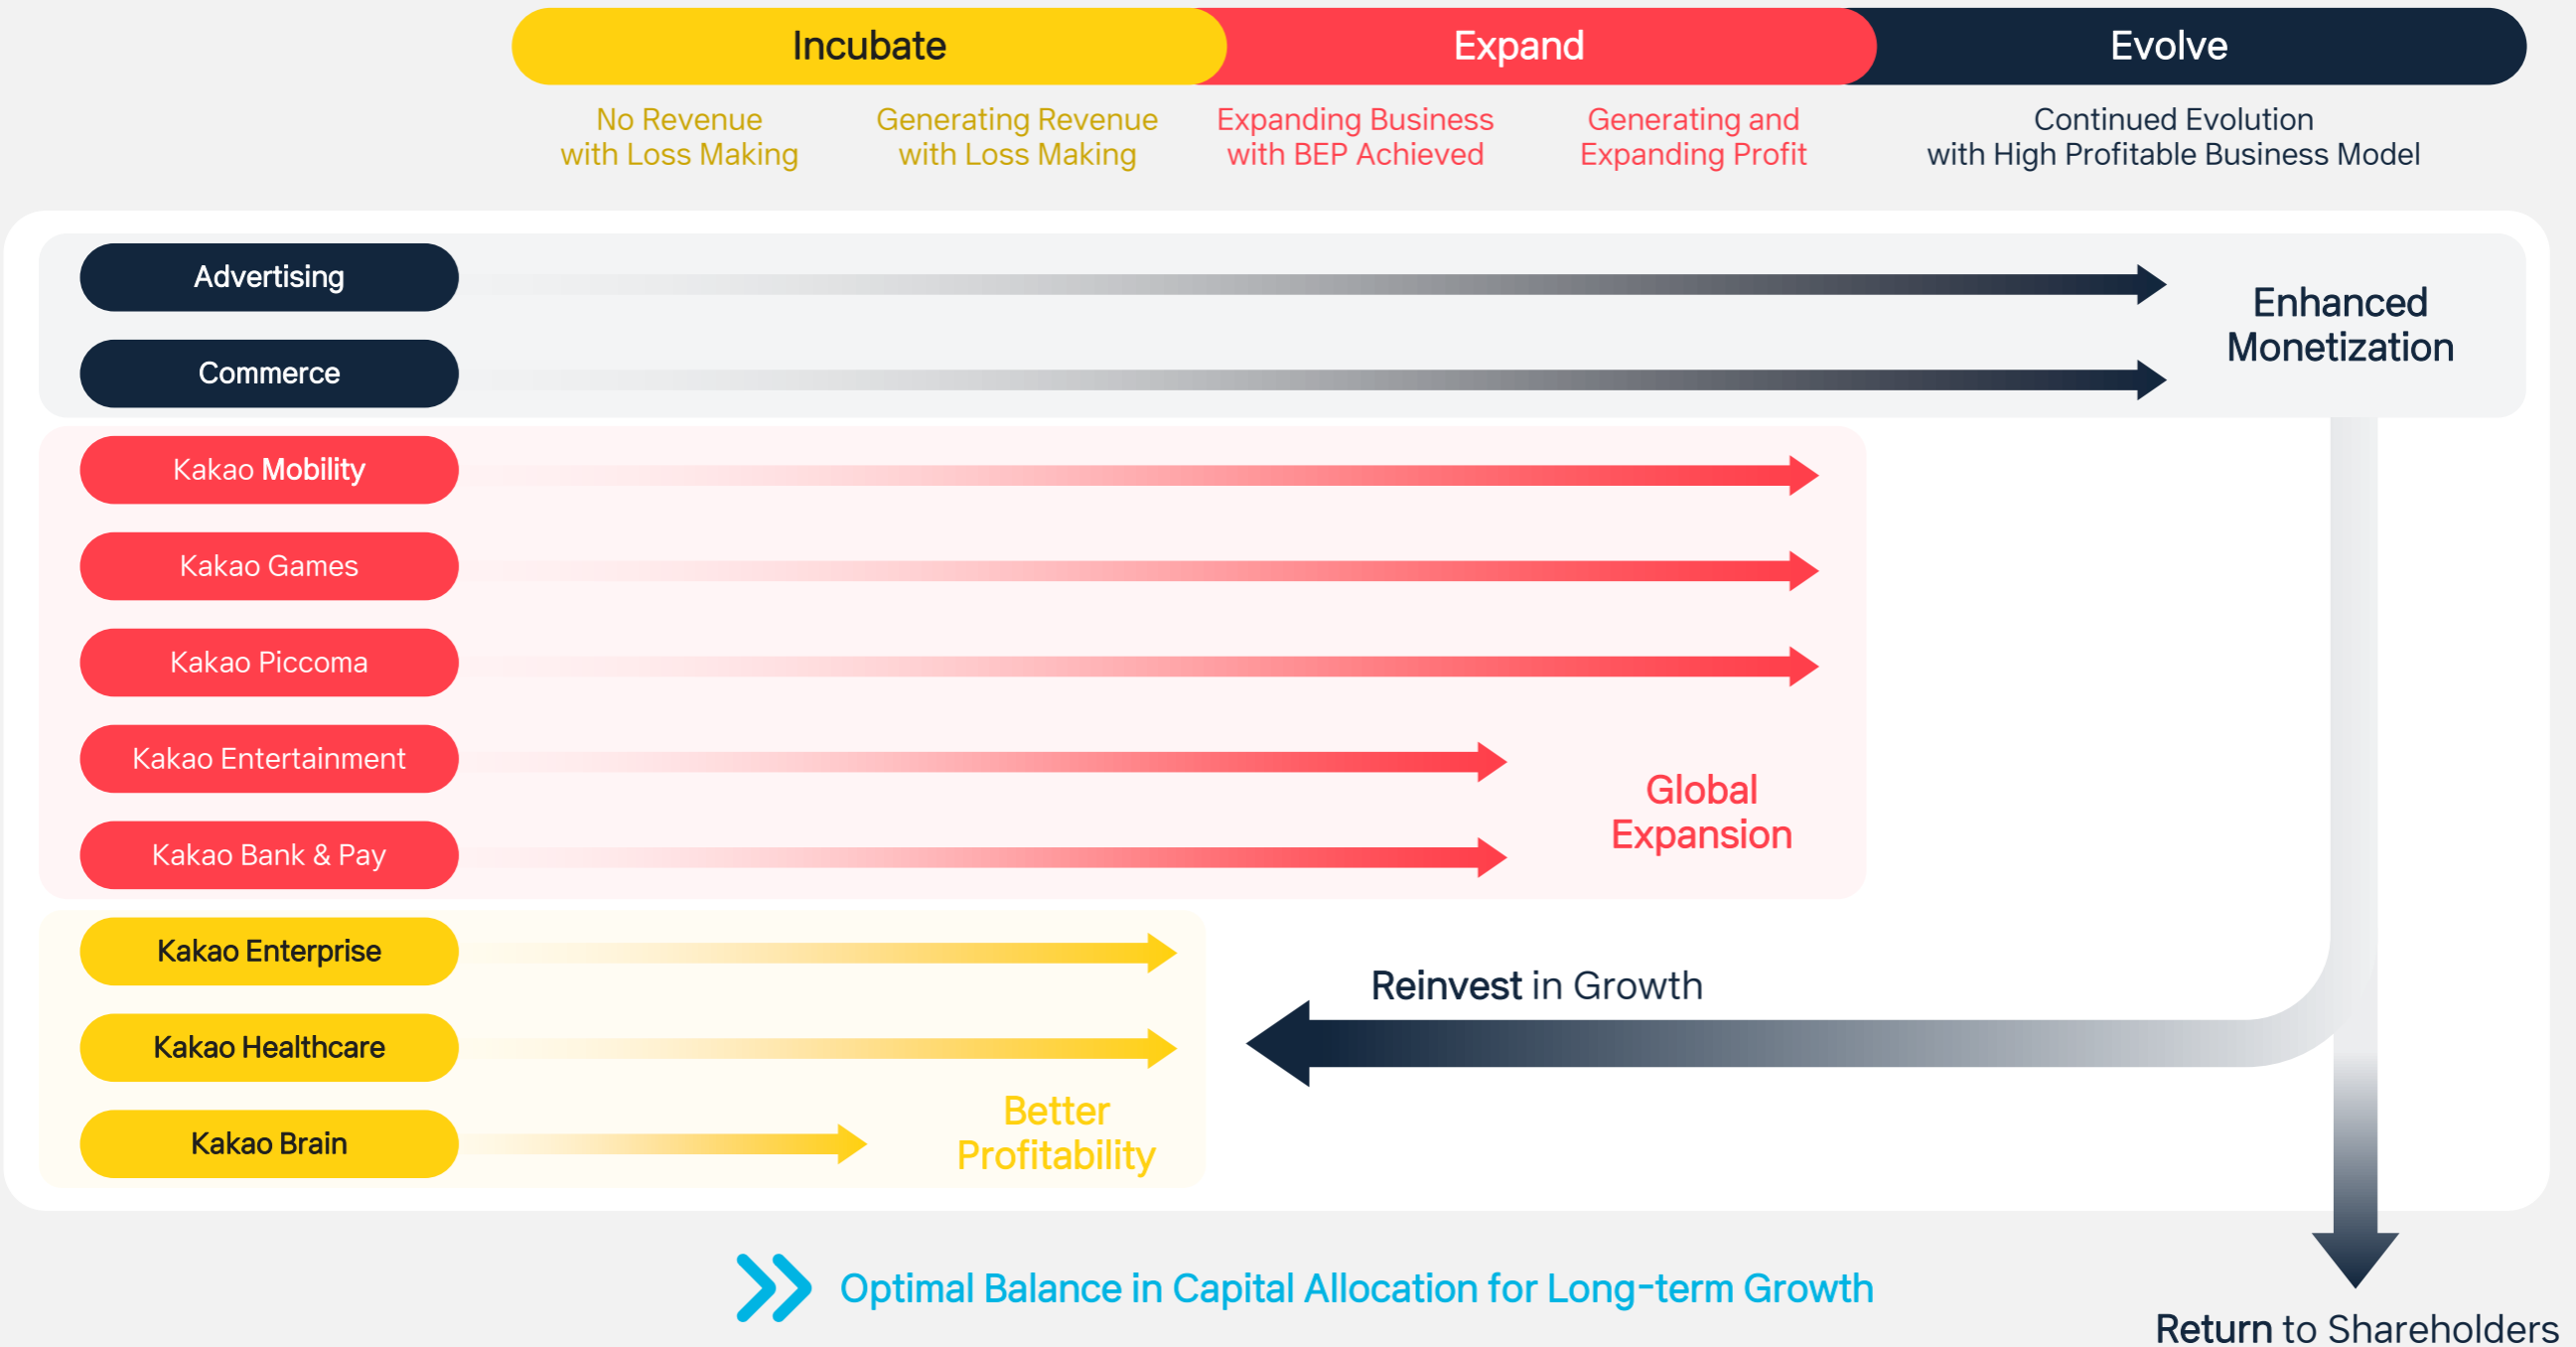 Incubate
Expand
Evolve
No Revenue
with Loss Making
Generating Revenue
with Loss Making
Expanding Business
with BEP Achieved
Generating and
Expanding Profit
Continued Evolution
with High Profitable Business Model
Advertising
Commerce
Enhanced
Monetization
Kakao Mobility
Kakao Games
Kakao Piccoma
Kakao Entertainment
Kakao Bank & Pay
Global
Expansion
Kakao Enterprise
Kakao Healthcare
Kakao Brain
Better
Profitability
Reinvest in Growth
Optimal Balance in Capital Allocation for Long-term Growth
Return to Shareholders